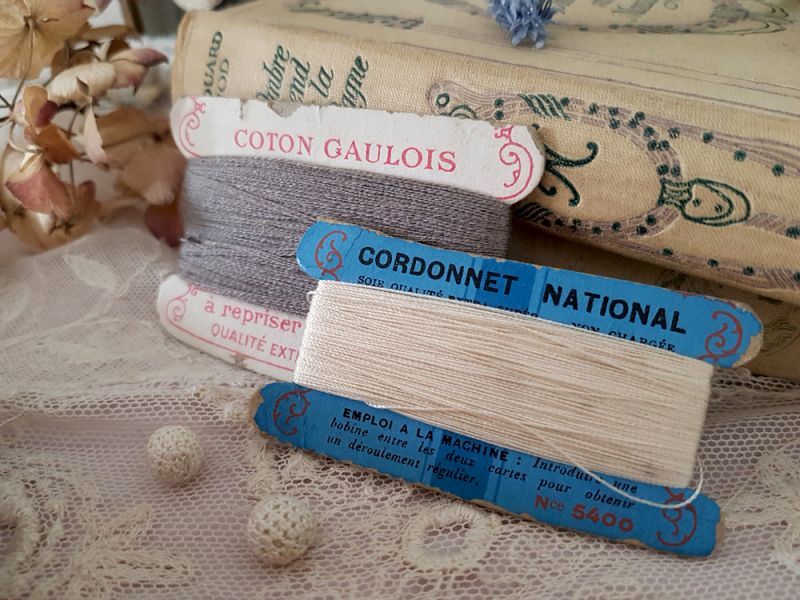 COTON GAULOIS
à repriser
QUALITÉ
CORDONNET NATIONAL
SOIE QUALITÉ NON CHARGÉE
EMPLOI A LA MACHINE : Introduire une
bobine entre les deux cartes pour obtenir
un déroulement régulier.
Nce 5400
la